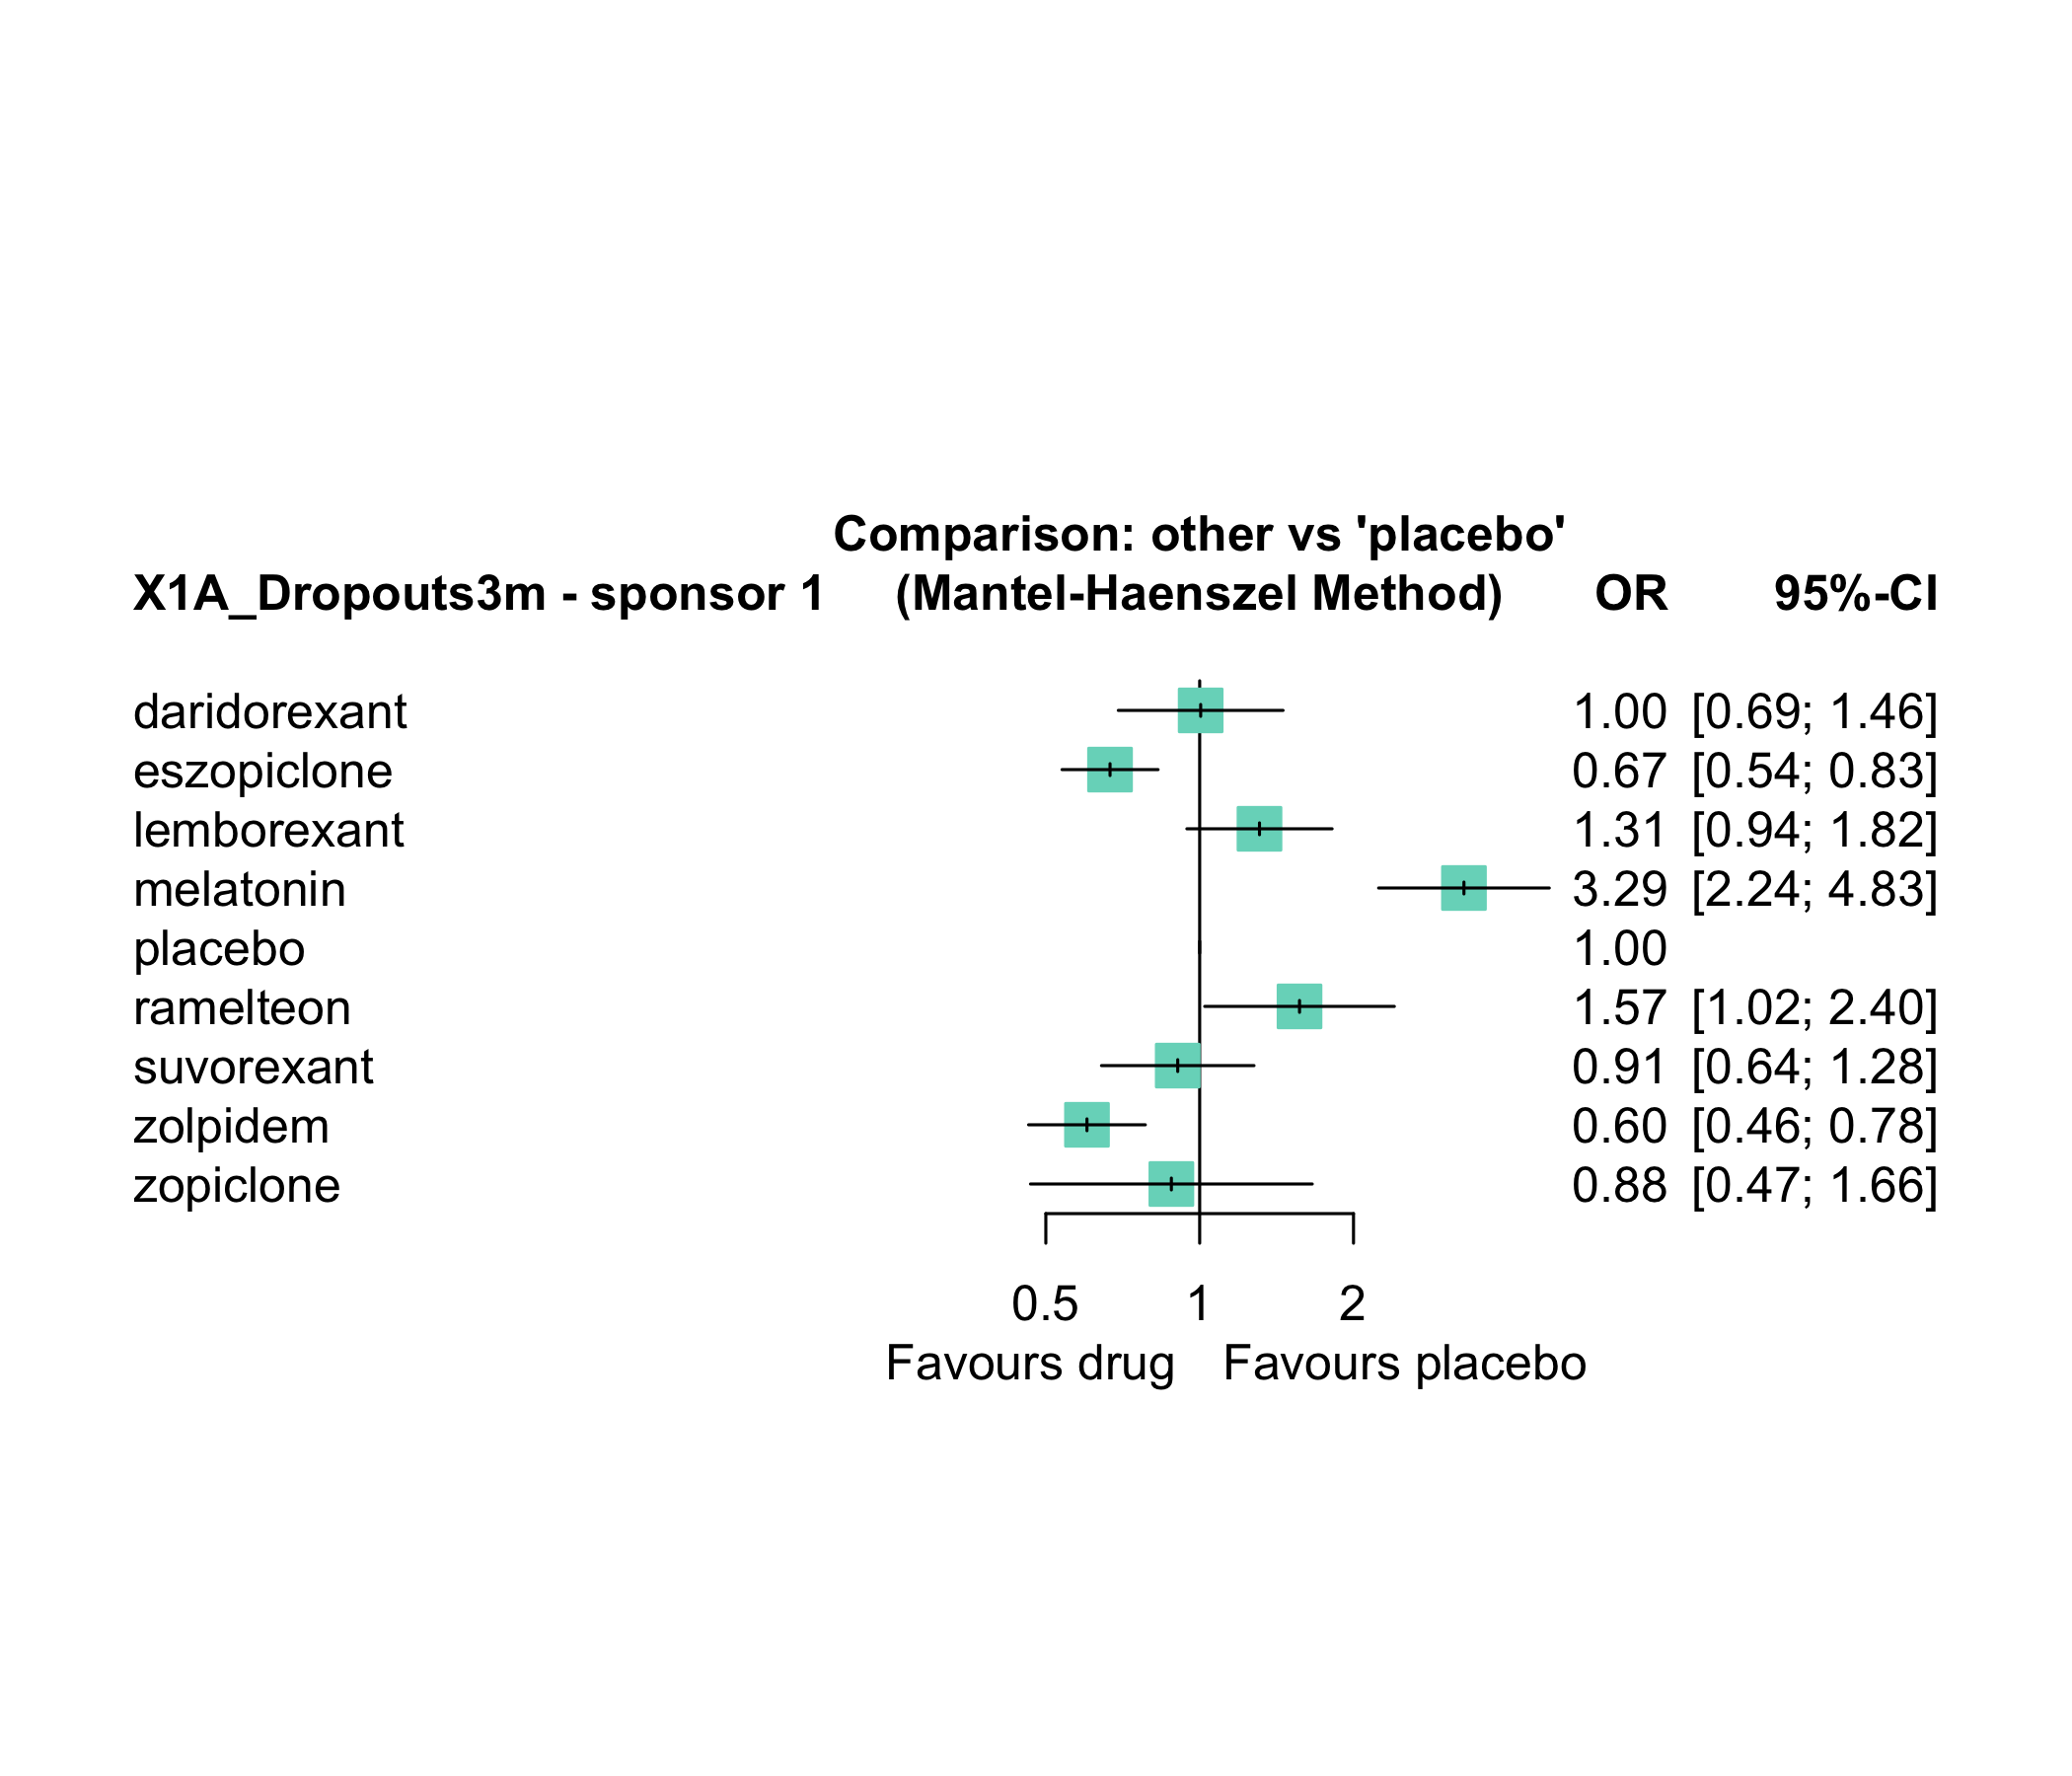 Comparison: other vs 'placebo'
X1A_Dropouts3m - sponsor 1 (Mantel-Haenszel Method) OR 95%-CI
daridorexant 1.00 [0.69; 1.46]
eszopiclone 0.67 [0.54; 0.83]
lemborexant 1.31 [0.94; 1.82]
melatonin 3.29 [2.24; 4.83]
placebo 1.00
ramelteon 1.57 [1.02; 2.40]
suvorexant 0.91 [0.64; 1.28]
zolpidem 0.60 [0.46; 0.78]
zopiclone 0.88 [0.47; 1.66]
0.5 1 2
Favours drug Favours placebo